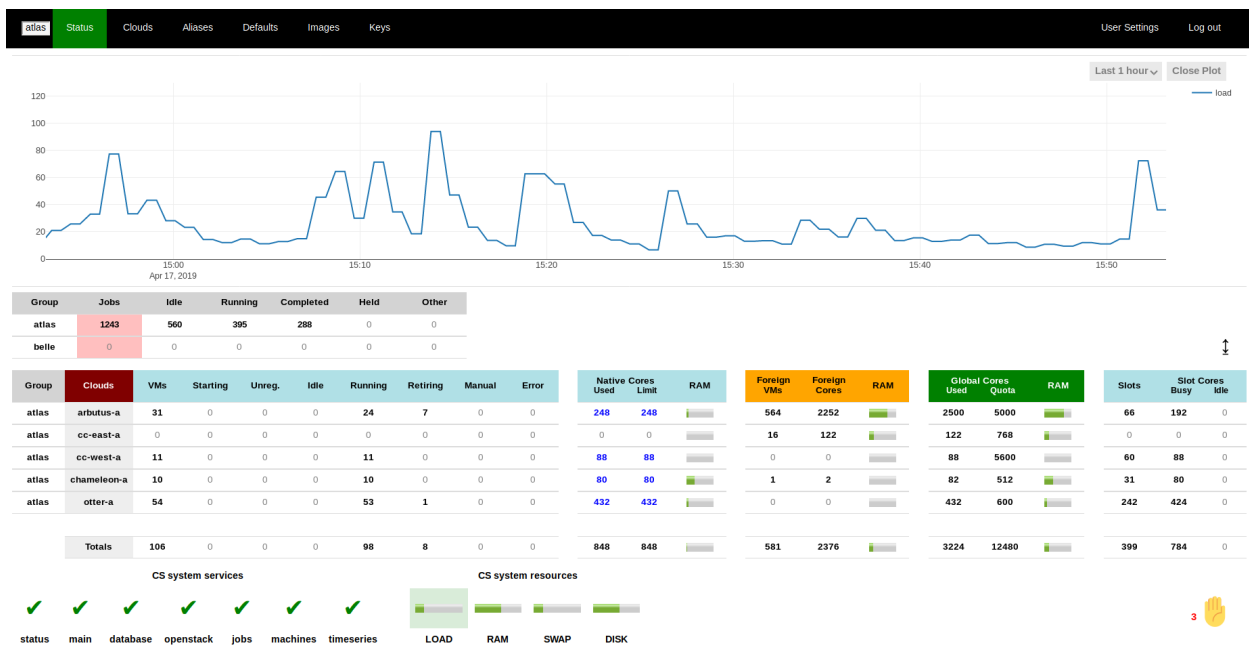 atlas Status Clouds Aliases Defaults Images Keys User Settings Log out
Last 1 hour Close Plot
load
120
100
80
60
40
20
0
15:00 15:10 15:20 15:30 15:40 15:50
Apr 17, 2019
Group Jobs Idle Running Completed Held Other
atlas 1243 560 395 288 0 0
belle 0 0 0 0 0 0
Group Clouds VMs Starting Unreg. Idle Running Retiring Manual Error Native Cores Used Limit RAM Foreign VMs Foreign Cores RAM Global Cores Used Quota RAM Slots Slot Cores Busy Idle
atlas arbutus-a 31 0 0 0 24 7 0 0 248 248 564 2252 2500 5000 66 192 0
atlas cc-east-a 0 0 0 0 0 0 0 0 0 0 16 122 122 768 0 0 0
atlas cc-west-a 11 0 0 0 11 0 0 0 88 88 0 0 88 5600 60 88 0
atlas chameleon-a 10 0 0 0 10 0 0 0 80 80 1 2 82 512 31 80 0
atlas otter-a 54 0 0 0 53 1 0 0 432 432 0 0 432 600 242 424 0
Totals 106 0 0 0 98 8 0 0 848 848 581 2376 3224 12480 399 784 0
CS system services CS system resources
status main database openstack jobs machines timeseries LOAD RAM SWAP DISK
3